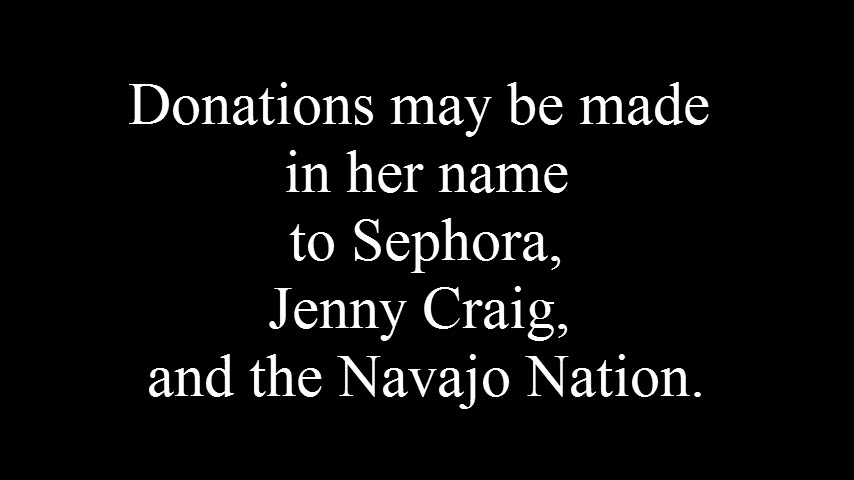 Donations may be made
in her name
to Sephora,
Jenny Craig,
and the Navajo Nation.